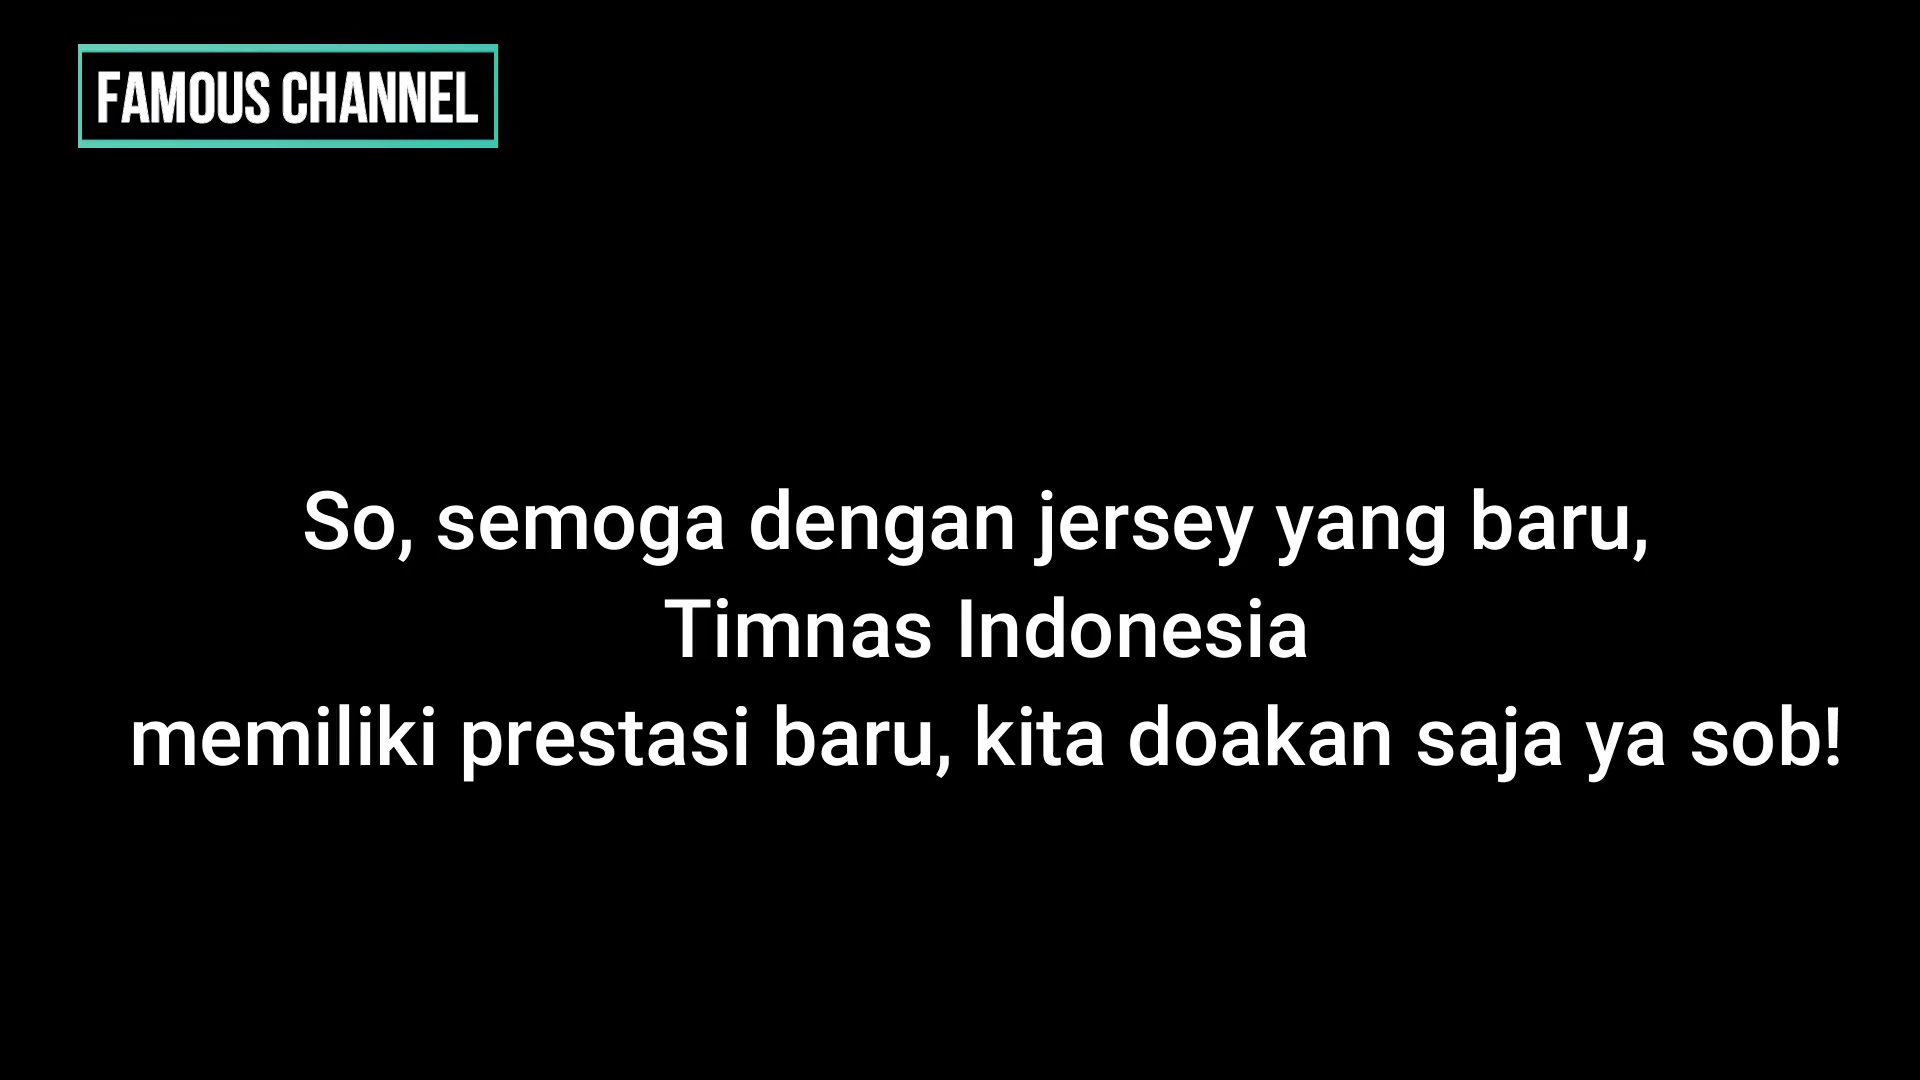 FAMOUS CHANNEL
So, semoga dengan jersey yang baru,
Timnas Indonesia
memiliki prestasi baru, kita doakan saja ya sob!